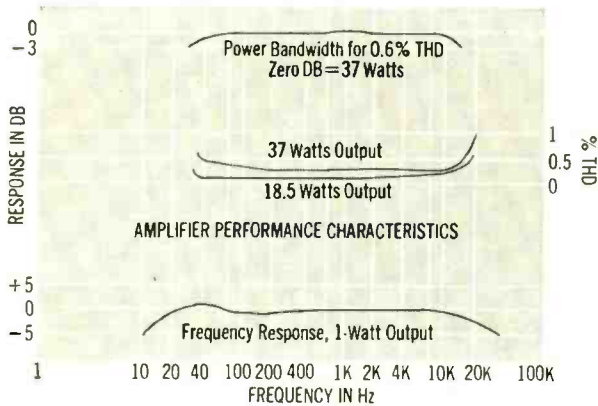 0
-3
Power Bandwidth for 0.6% THD
Zero DB=37 Watts
RESPONSE IN DB
1
37 Watts Output
0.5
% THD
0
18.5 Watts Output
AMPLIFIER PERFORMANCE CHARACTERISTICS
+5
0
-5
Frequency Response, 1-Watt Output
1 10 20 40 100 200 400 1K 2K 4K 10K 20K 100K
FREQUENCY IN Hz